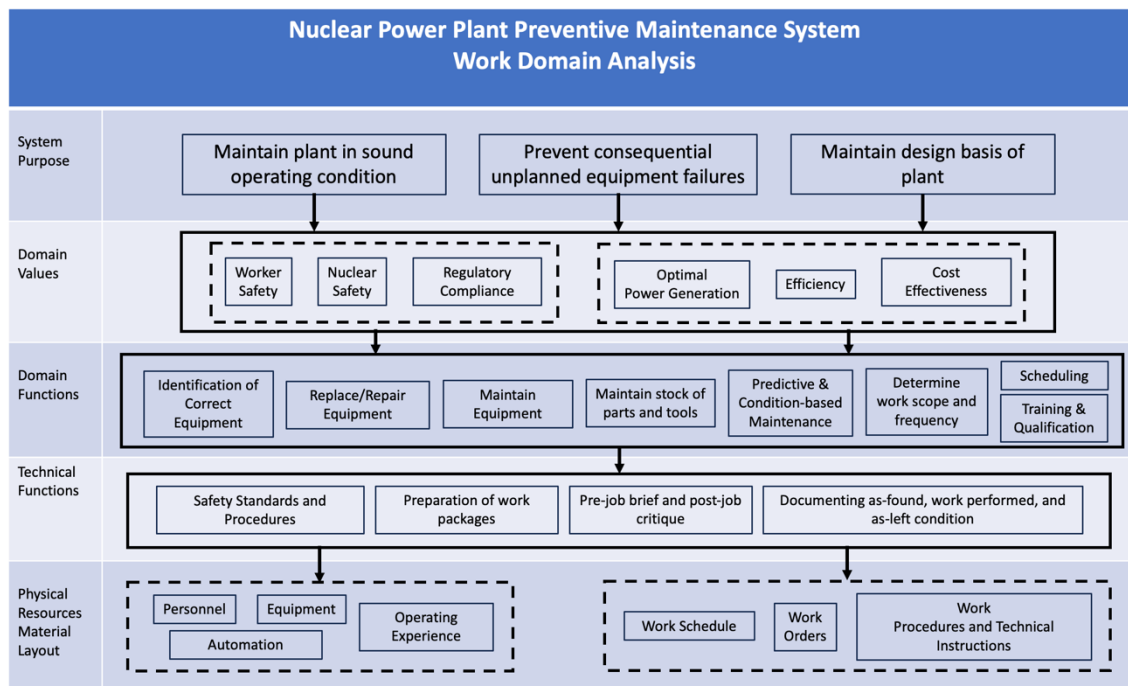 Nuclear Power Plant Preventive Maintenance System
Work Domain Analysis
System
Purpose
Maintain plant in sound
operating condition
Prevent consequential
unplanned equipment failures
Maintain design basis of
plant
Domain
Values
Worker
Safety
Nuclear
Safety
Regulatory
Compliance
Optimal
Power Generation
Efficiency
Cost
Effectiveness
Domain
Functions
Identification of
Correct
Equipment
Replace/Repair
Equipment
Maintain
Equipment
Maintain stock of
parts and tools
Predictive &
Condition-based
Maintenance
Determine
work scope and
frequency
Scheduling
Training &
Qualification
Technical
Functions
Safety Standards and
Procedures
Preparation of work
packages
Pre-job brief and post-job
critique
Documenting as-found, work performed, and
as-left condition
Physical
Resources
Material
Layout
Personnel
Equipment
Automation
Operating
Experience
Work Schedule
Work
Orders
Work
Procedures and Technical
Instructions